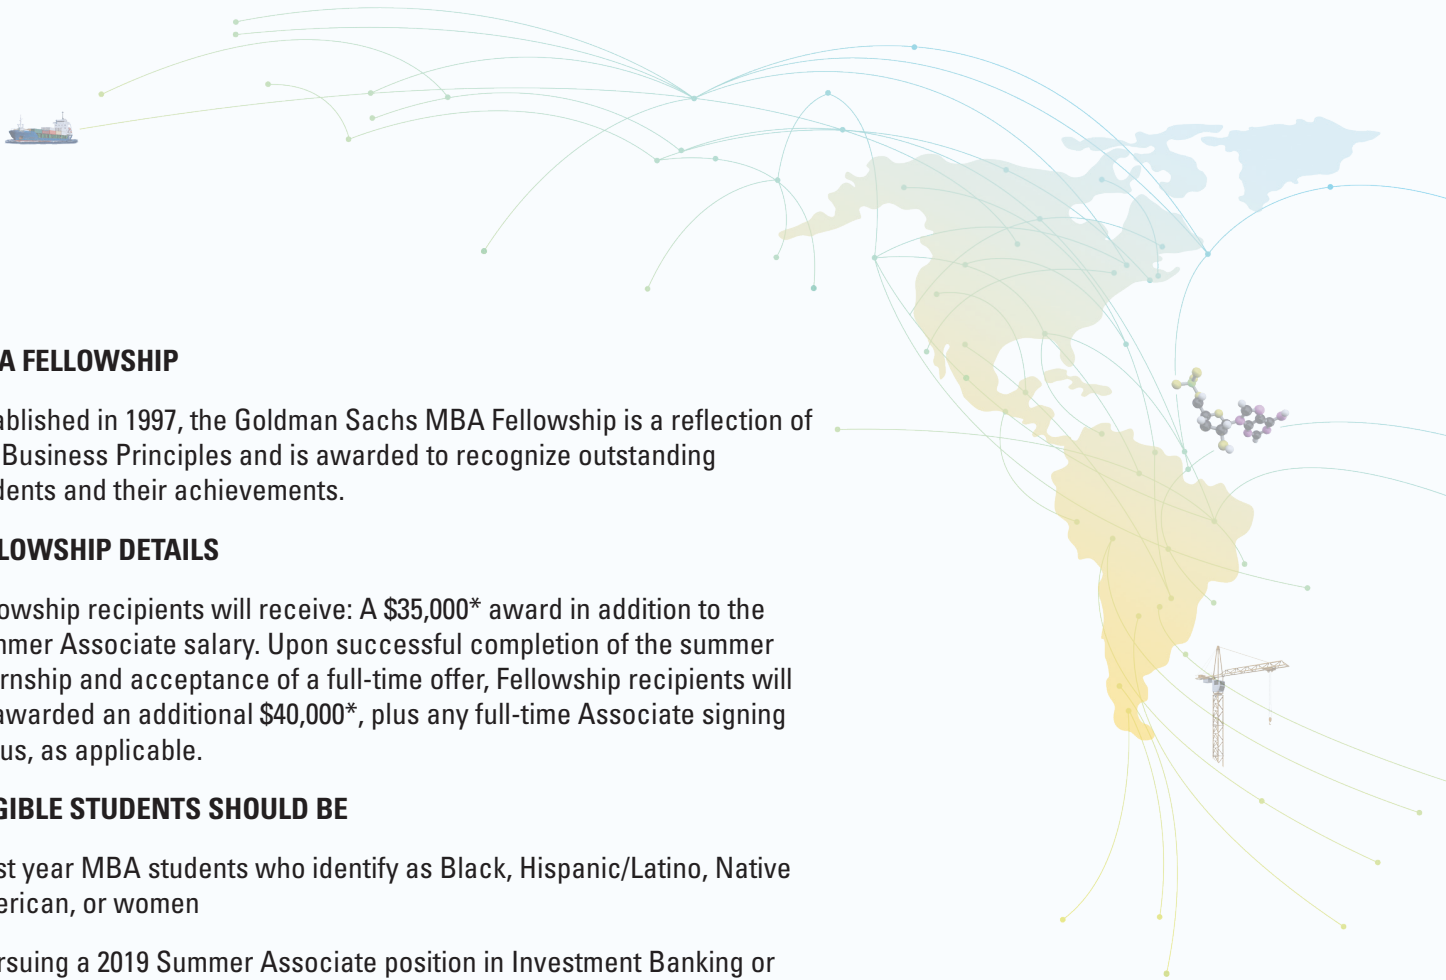 A FELLOWSHIP
ablished in 1997, the Goldman Sachs MBA Fellowship is a reflection of
Business Principles and is awarded to recognize outstanding
dents and their achievements.
LOWSHIP DETAILS
owship recipients will receive: A $35,000* award in addition to the
mmer Associate salary. Upon successful completion of the summer
rnship and acceptance of a full-time offer, Fellowship recipients will
awarded an additional $40,000*, plus any full-time Associate signing
us, as applicable.
GIBLE STUDENTS SHOULD BE
st year MBA students who identify as Black, Hispanic/Latino, Native
erican, or women
rsuing a 2019 Summer Associate position in Investment Banking or